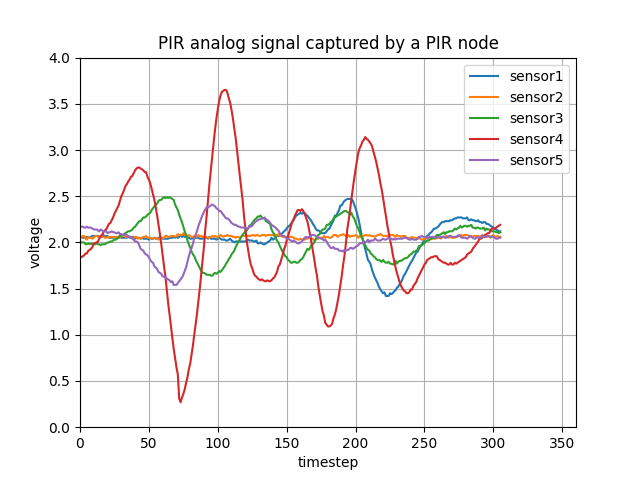 PIR analog signal captured by a PIR node
voltage
4.0
3.5
3.0
2.5
2.0
1.5
1.0
0.5
0.0
sensor1
sensor2
sensor3
sensor4
sensor5
0 50 100 150 200 250 300 350
timestep